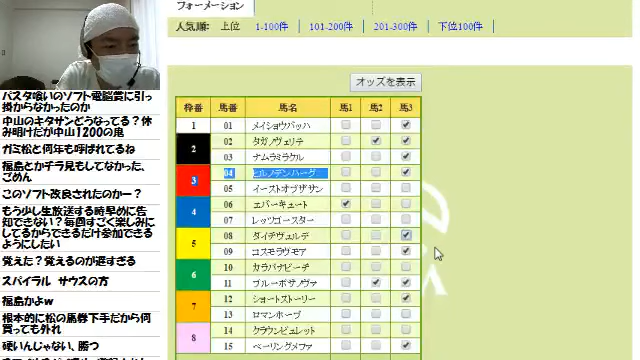 フォーメーション
人気順： 上位 1-100件 101-200件 201-300件 下位100件
オッズを表示
枠番 馬番 馬名 馬1 馬2 馬3
1 01 メイショウバッハ
2 02 タガノヴェリテ
03 ナムラミラクル
3 04 ヒルノデンハーグ
05 イーストオブザサン
4 06 エバーキュート
07 レッツゴースター
5 08 ダイチヴェルデ
09 コスモラヴモア
6 10 カラパナビーチ
11 ブルーボサノヴァ
7 12 ショートストーリー
13 ロマンホープ
8 14 クラウンビュレット
15 ベーリングメファ
パスタ喰いのソフト電脳賞に引っ
掛からなかったのか
中山のキタサンどうなってる？休
み明けだが中山1200の鬼
ガミ松と何年も呼ばれてるね
福島とかチラ見もしてなかった、
ごめん
このソフト改良されたのかー？
もう少し生放送する時早めに告
知できない？毎回すごく楽しみに
してるからできるだけ参加できる
ようにしたい
覚えた？覚えるのが遅すぎる
スパイラル サウスの方
福島かよｗ
根本的に松の馬券下手だから何
買っても外れ
硬いんじゃない、勝つ